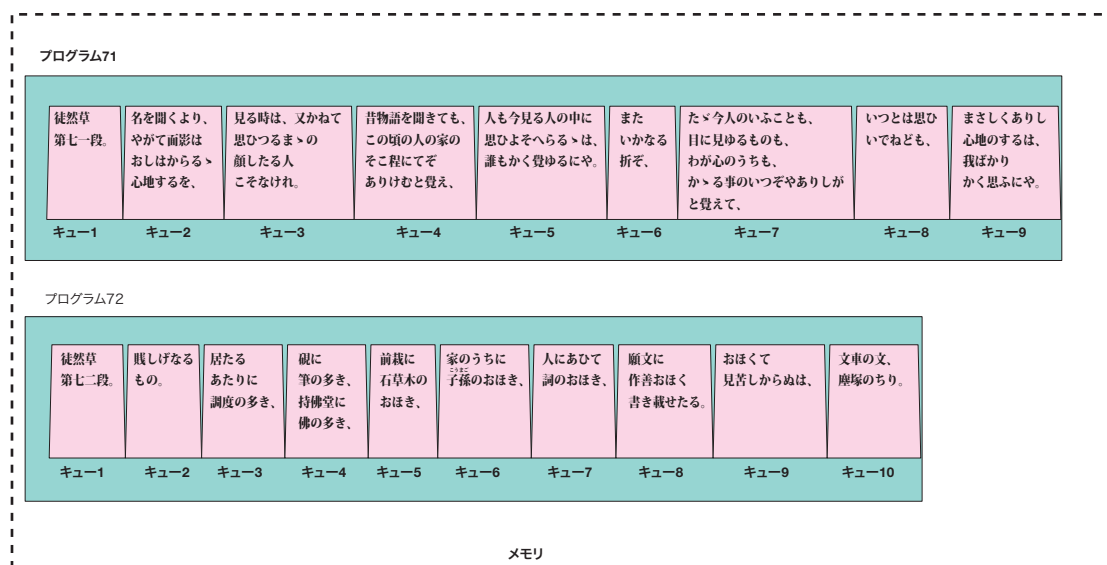 プログラム71
徒然草
第七一段。
名を聞くより、
やがて面影は
おしはからるゝ
心地するを、
見る時は、又かねて
思ひつるまゝの
顔したる人
こそなけれ。
昔物語を聞きても、
この頃の人の家の
そこ程にてぞ
ありけむと覚え、
人も今見る人の中に
思ひよそへらるゝは、
誰もかく覚ゆるにや。
また
いかなる
折ぞ、
たゞ今人のいふことも、
目に見ゆるものも、
わが心のうちも、
かゝる事のいつぞやありしが
と覚えて、
いつとは思ひ
いでねども、
まさしくありし
心地のするは、
我ばかり
かく思ふにや。
キュー1
キュー2
キュー3
キュー4
キュー5
キュー6
キュー7
キュー8
キュー9
プログラム72
徒然草
第七二段。
賎しげなる
もの。
居たる
あたりに
調度の多き、
硯に
筆の多き、
持佛堂に
佛の多き、
前栽に
石草木の
おほき、
家のうちに
こうまご
子孫のおほき、
人にあひて
詞のおほき、
願文に
作善おほく
書き載せたる。
おほくて
見苦しからぬは、
文車の文、
塵塚のちり。
キュー1
キュー2
キュー3
キュー4
キュー5
キュー6
キュー7
キュー8
キュー9
キュー10
メモリ